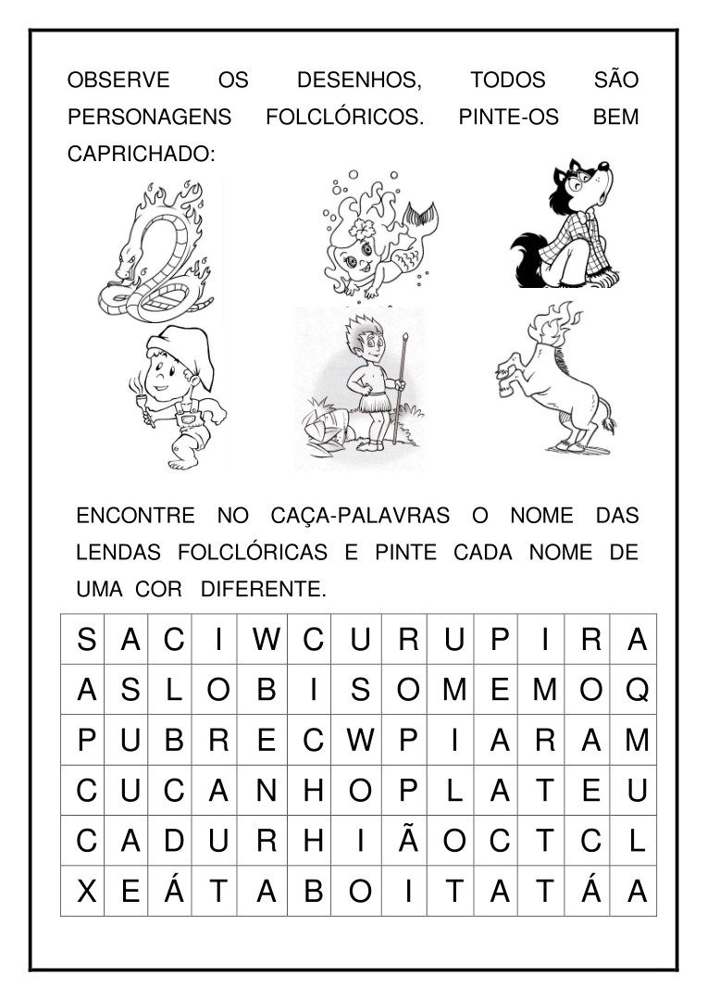 OBSERVE OS DESENHOS, TODOS SÃO
PERSONAGENS FOLCLÓRICOS. PINTE-OS BEM
CAPRICHADO:
ENCONTRE NO CAÇA-PALAVRAS O NOME DAS
LENDAS FOLCLÓRICAS E PINTE CADA NOME DE
UMA COR DIFERENTE.
S A C I W C U R U P I R A
A S L O B I S O M E M O Q
P U B R E C W P I A R A M
C U C A N H O P L A T E U
C A D U R H I Ã O C T C L
X E Á T A B O I T A T Á A